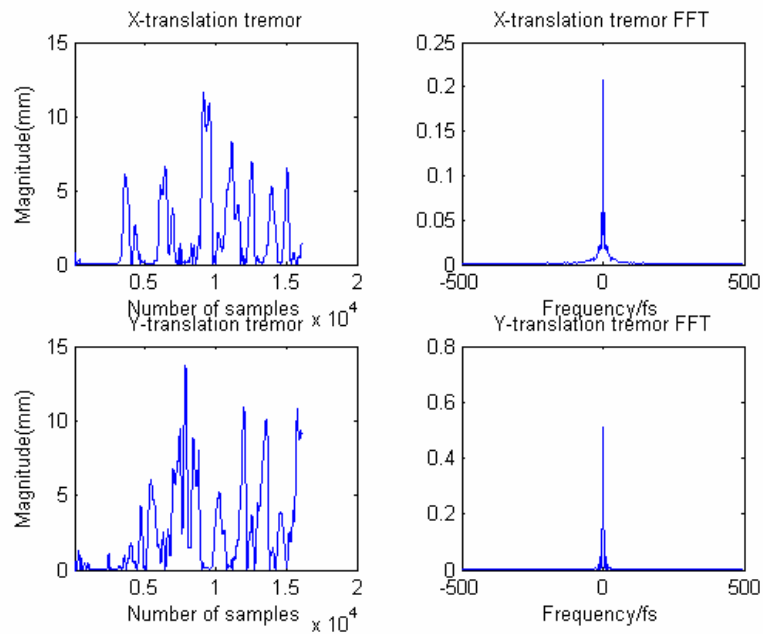 X-translation tremor
15
10
5
0
Magnitude(mm)
0.5 1 1.5 2
Number of samples
x 10^4
X-translation tremor FFT
0.25
0.2
0.15
0.1
0.05
0
-500 0 500
Frequency/fs
Y-translation tremor
15
10
5
0
Magnitude(mm)
0.5 1 1.5 2
Number of samples
x 10^4
Y-translation tremor FFT
0.8
0.6
0.4
0.2
0
-500 0 500
Frequency/fs